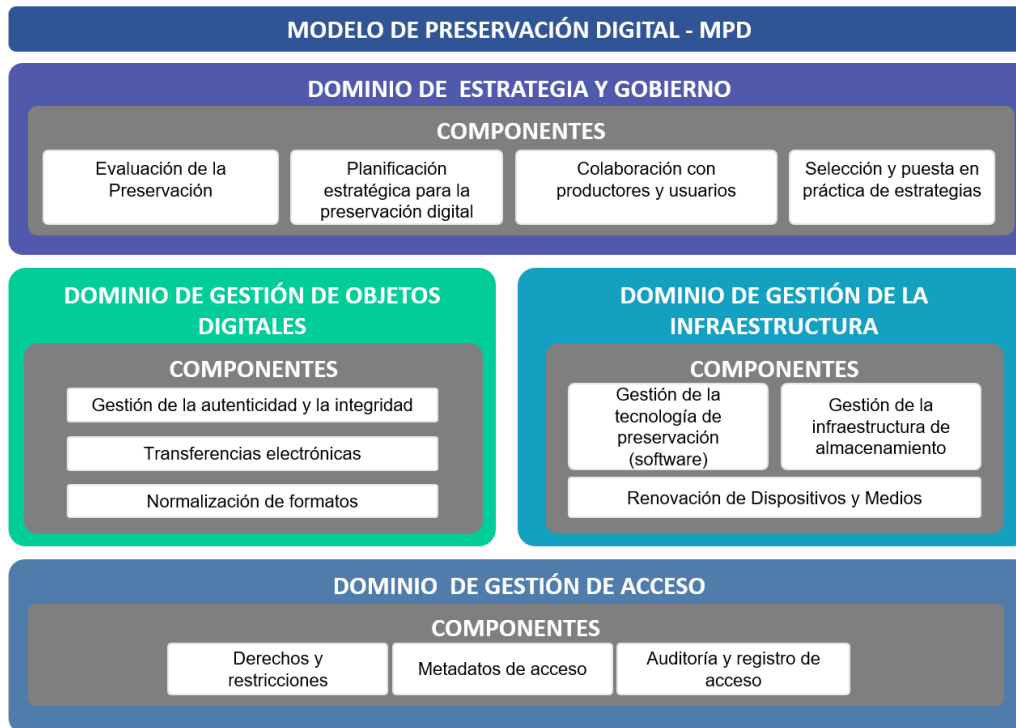 MODELO DE PRESERVACIÓN DIGITAL - MPD
DOMINIO DE ESTRATEGIA Y GOBIERNO
COMPONENTES
Evaluación de la
Preservación
Planificación
estratégica para la
preservación digital
Colaboración con
productores y usuarios
Selección y puesta en
práctica de estrategias
DOMINIO DE GESTIÓN DE OBJETOS
DIGITALES
COMPONENTES
Gestión de la autenticidad y la integridad
Transferencias electrónicas
Normalización de formatos
DOMINIO DE GESTIÓN DE LA
INFRAESTRUCTURA
COMPONENTES
Gestión de la
tecnología de
preservación
(software)
Gestión de la
infraestructura de
almacenamiento
Renovación de Dispositivos y Medios
DOMINIO DE GESTIÓN DE ACCESO
COMPONENTES
Derechos y
restricciones
Metadatos de acceso
Auditoría y registro de
acceso